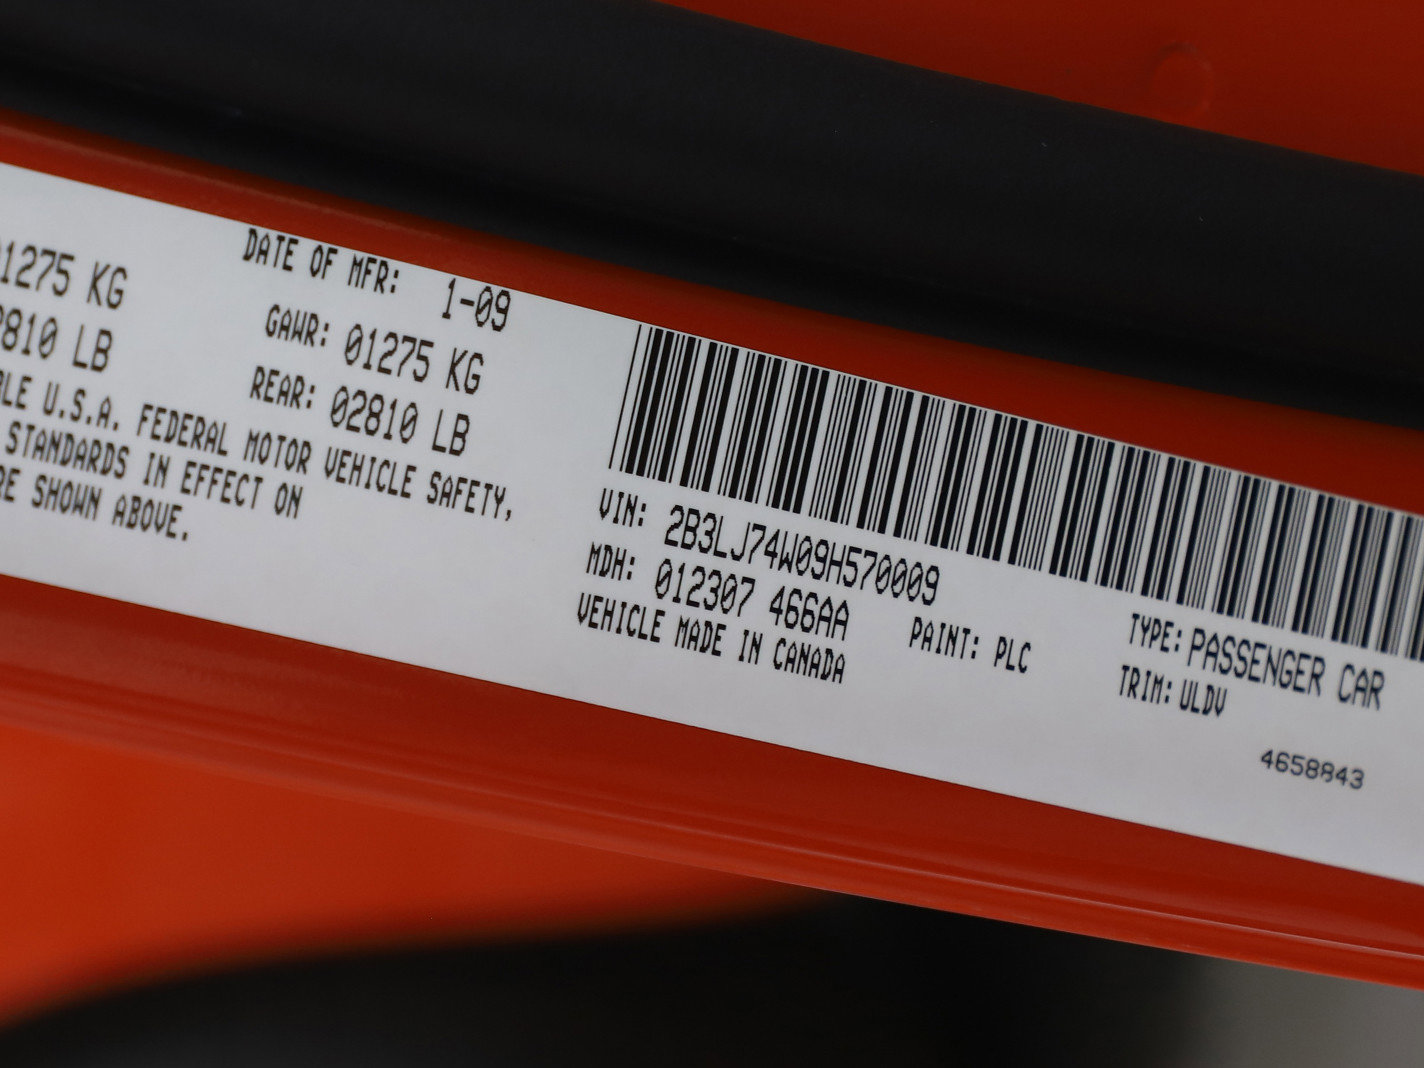 1275 KG
810 LB
U.S.A. FEDERAL MOTOR VEHICLE SAFETY,
STANDARDS IN EFFECT ON
SHOWN ABOVE.
DATE OF MFR: 1-09
GAWR: 01275 KG
REAR: 02810 LB
VIN: 2B3LJ74W09H570009
MDH: 012307 466AA
VEHICLE MADE IN CANADA
PAINT: PLC
TYPE: PASSENGER CAR
TRIM: ULDV
4658843